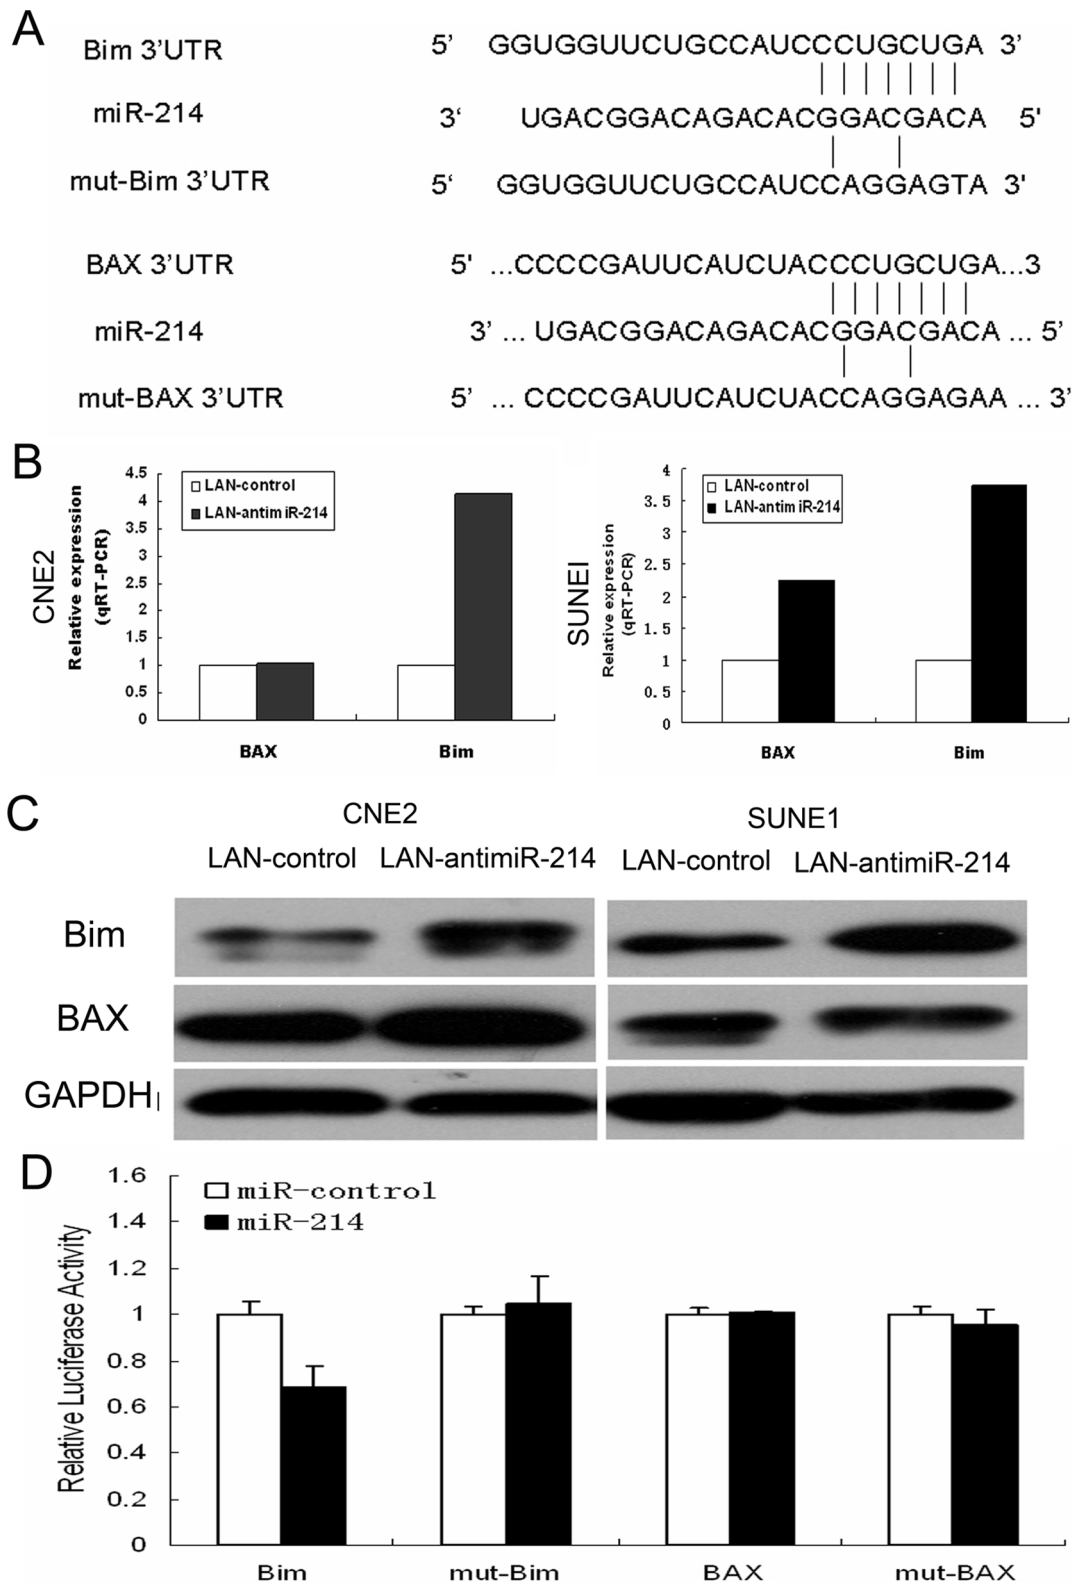 A
Bim 3'UTR 5' GGUGGUUCUGCCAUCCCUGCUGA 3'
miR-214 3' UGACGGACAGACACGGACGACA 5'
mut-Bim 3'UTR 5' GGUGGUUCUGCCAUCCAGGAGTA 3'
BAX 3'UTR 5' ...CCCCGAUUCAUCUACCCUGCUGA...3
miR-214 3' ... UGACGGACAGACACGGACGACA ... 5'
mut-BAX 3'UTR 5' ... CCCCGAUUCAUCUACCAGGAGAA ... 3'
B
CNE2
Relative expression
(qRT-PCR)
4.5
4
3.5
3
2.5
2
1.5
1
0.5
0
LAN-control
LAN-antimiR-214
BAX Bim
SUNEI
Relative expression
(qRT-PCR)
4
3.5
3
2.5
2
1.5
1
0.5
0
LAN-control
LAN-antimiR-214
BAX Bim
C
CNE2 SUNE1
LAN-control LAN-antimiR-214 LAN-control LAN-antimiR-214
Bim
BAX
GAPDH
D
Relative Luciferase Activity
1.6
1.4
1.2
1
0.8
0.6
0.4
0.2
0
miR-control
miR-214
Bim mut-Bim BAX mut-BAX